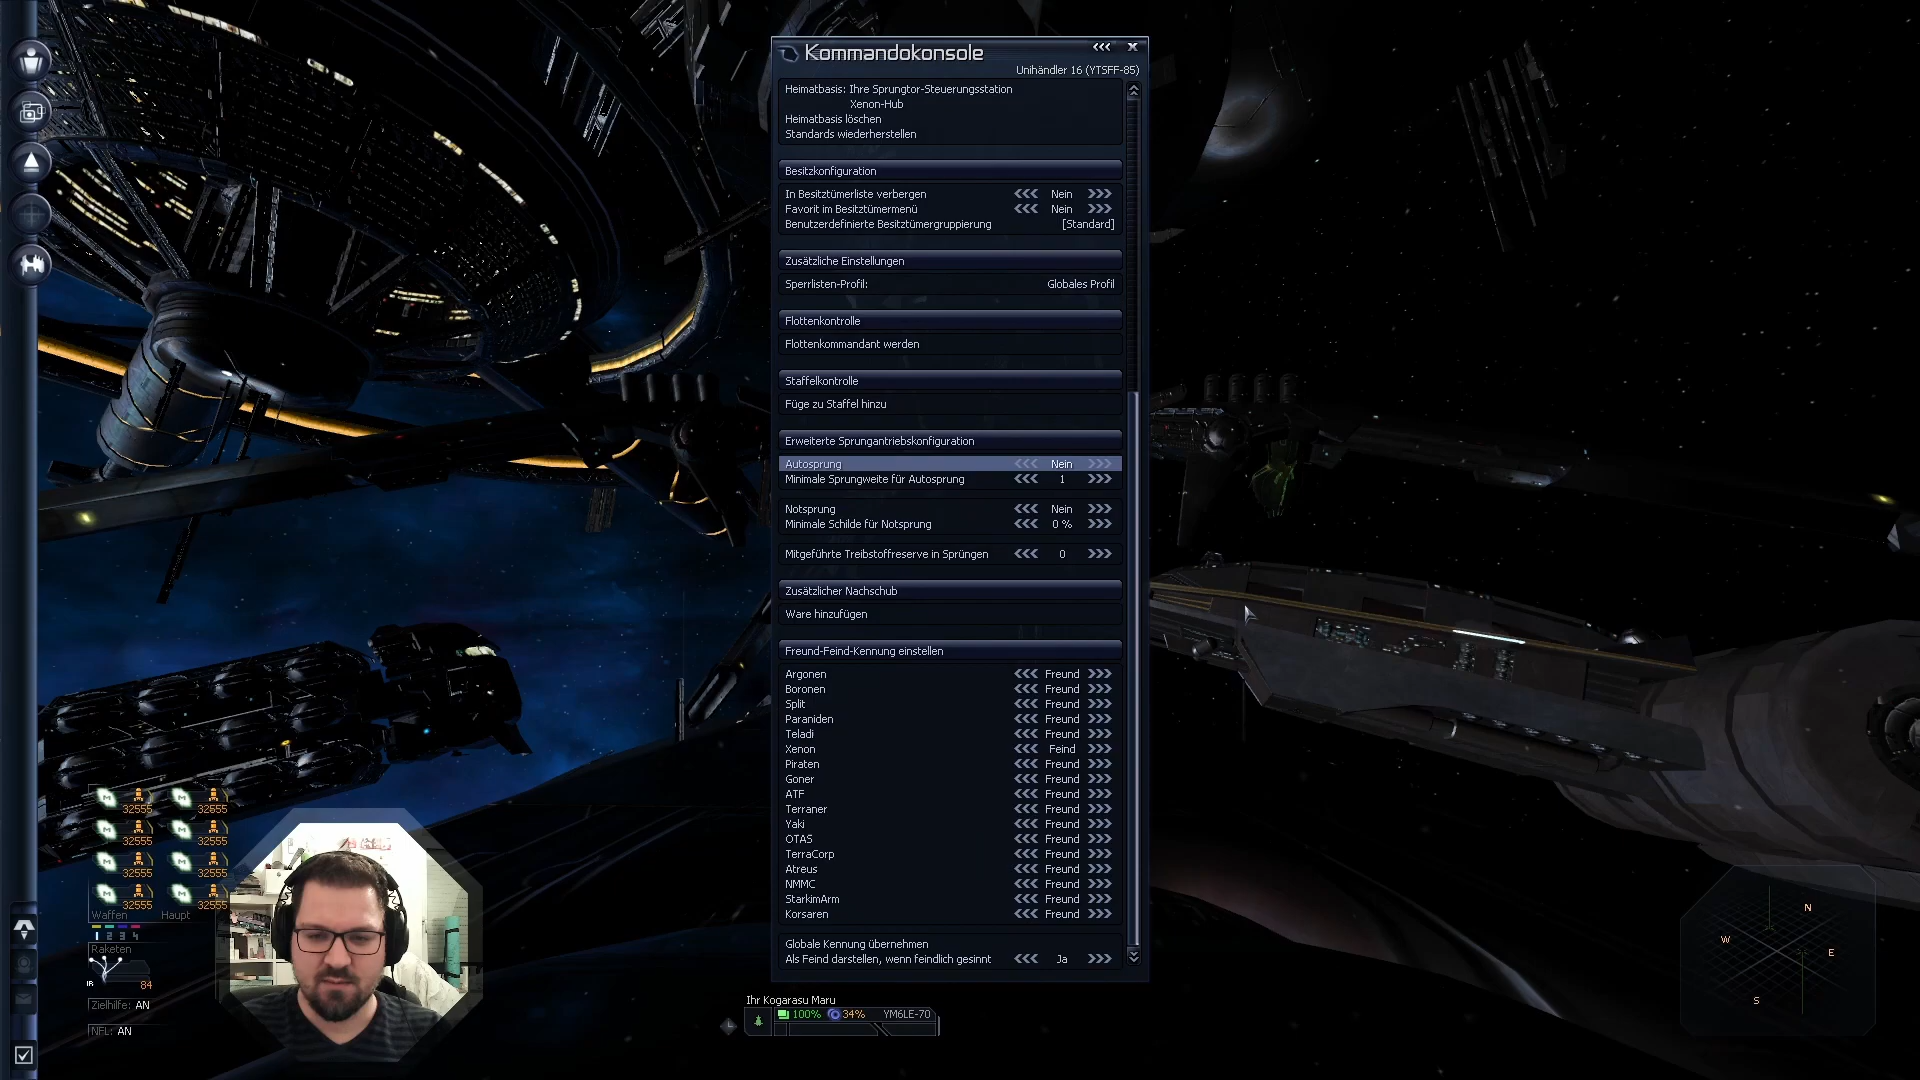 Kommandokonsole
Unihändler 16 (YTSFF-85)
Heimatbasis: Ihre Sprungtor-Steuerungsstation
Xenon-Hub
Heimatbasis löschen
Standards wiederherstellen
Besitzkonfiguration
In Besitztümerliste verbergen Nein
Favorit im Besitztümermenü Nein
Benutzerdefinierte Besitztümergruppierung [Standard]
Zusätzliche Einstellungen
Sperrlisten-Profil: Globales Profil
Flottenkontrolle
Flottenkommandant werden
Staffelkontrolle
Füge zu Staffel hinzu
Erweiterte Sprungantriebskonfiguration
Autosprung Nein
Minimale Sprungweite für Autosprung 1
Notsprung Nein
Minimale Schilde für Notsprung 0 %
Mitgeführte Treibstoffreserve in Sprüngen 0
Zusätzlicher Nachschub
Ware hinzufügen
Freund-Feind-Kennung einstellen
Argonen Freund
Boronen Freund
Split Freund
Paraniden Freund
Teladi Freund
Xenon Feind
Piraten Freund
Goner Freund
ATF Freund
Terraner Freund
Yaki Freund
OTAS Freund
TerraCorp Freund
Atreus Freund
NMMC Freund
StarkimArm Freund
Korsaren Freund
Globale Kennung übernehmen
Als Feind darstellen, wenn feindlich gesinnt Ja
M 32555 M 32555
M 32555 M 32555
M 32555 M 32555
M 32555 M 32555
Waffen Haupt
1 2 3 4
Raketen
IR 84
Zielhilfe: AN
NFL: AN
Ihr Kogarasu Maru
100% 34% YM6LE-70
N
W
E
S